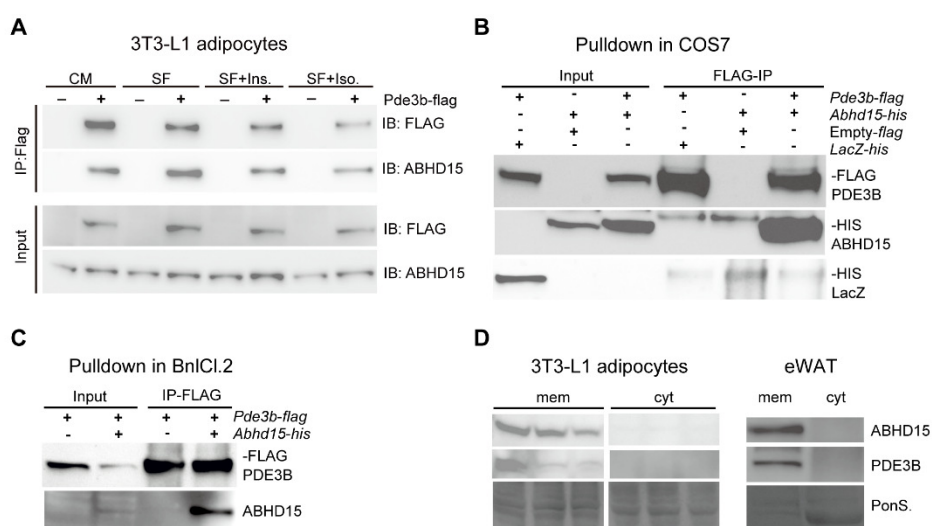 A
3T3-L1 adipocytes
CM SF SF+Ins. SF+Iso.
– + – + – + – + Pde3b-flag
IP:Flag
IB: FLAG
IB: ABHD15
Input
IB: FLAG
IB: ABHD15
B
Pulldown in COS7
Input FLAG-IP
+ - + + - + Pde3b-flag
- + + - + + Abhd15-his
- + - - + - Empty-flag
+ - - + - - LacZ-his
-FLAG
PDE3B
-HIS
ABHD15
-HIS
LacZ
C
Pulldown in BnlCl.2
Input IP-FLAG
+ + + + Pde3b-flag
- + - + Abhd15-his
-FLAG
PDE3B
ABHD15
D
3T3-L1 adipocytes eWAT
mem cyt mem cyt
ABHD15
PDE3B
PonS.